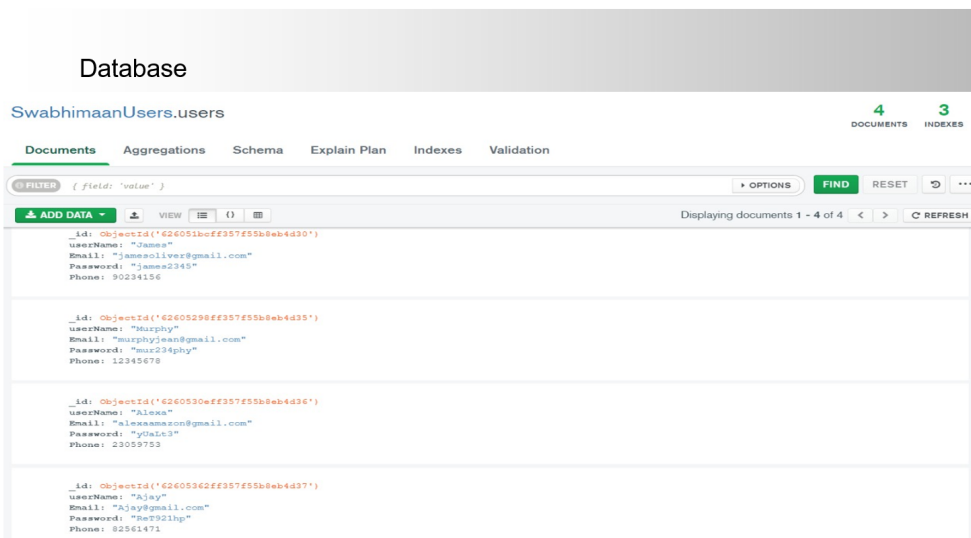 Database
SwabhimaanUsers.users
4 DOCUMENTS 3 INDEXES
Documents Aggregations Schema Explain Plan Indexes Validation
FILTER { field: 'value' } OPTIONS FIND RESET ...
ADD DATA VIEW {} Displaying documents 1 - 4 of 4 < > REFRESH
_id: ObjectId('626051bcff357f55b8eb4d30')
userName: "James"
Email: "jamesoliver@gmail.com"
Password: "james2345"
Phone: 90234156
_id: ObjectId('62605298ff357f55b8eb4d35')
userName: "Murphy"
Email: "murphyjean@gmail.com"
Password: "mur234phy"
Phone: 12345678
_id: ObjectId('6260530eff357f55b8eb4d36')
userName: "Alexa"
Email: "alexaamazon@gmail.com"
Password: "yUaLt3"
Phone: 23059753
_id: ObjectId('62605362ff357f55b8eb4d37')
userName: "Ajay"
Email: "Ajay@gmail.com"
Password: "ReT921hp"
Phone: 82561471